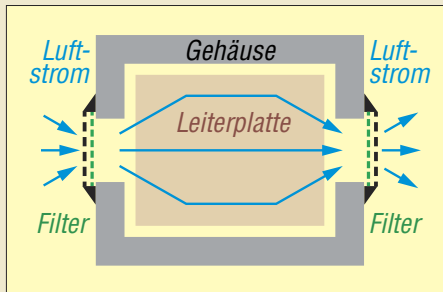 Luft-
strom
Gehäuse
Luft-
strom
Leiterplatte
Filter
Filter